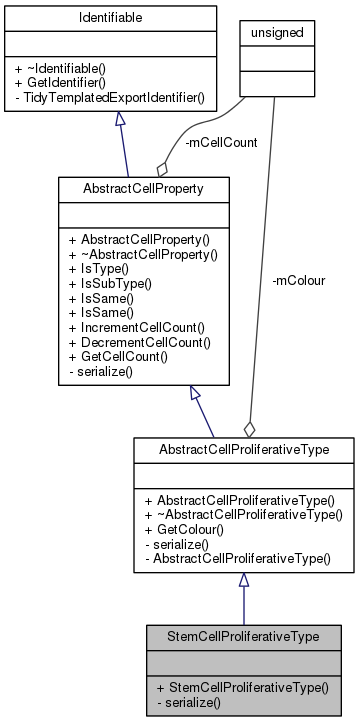 Identifiable
+ ~Identifiable()
+ GetIdentifier()
- TidyTemplatedExportIdentifier()
unsigned
-mCellCount
AbstractCellProperty
+ AbstractCellProperty()
+ ~AbstractCellProperty()
+ IsType()
+ IsSubType()
+ IsSame()
+ IsSame()
+ IncrementCellCount()
+ DecrementCellCount()
+ GetCellCount()
- serialize()
-mColour
AbstractCellProliferativeType
+ AbstractCellProliferativeType()
+ ~AbstractCellProliferativeType()
+ GetColour()
- serialize()
- AbstractCellProliferativeType()
StemCellProliferativeType
+ StemCellProliferativeType()
- serialize()